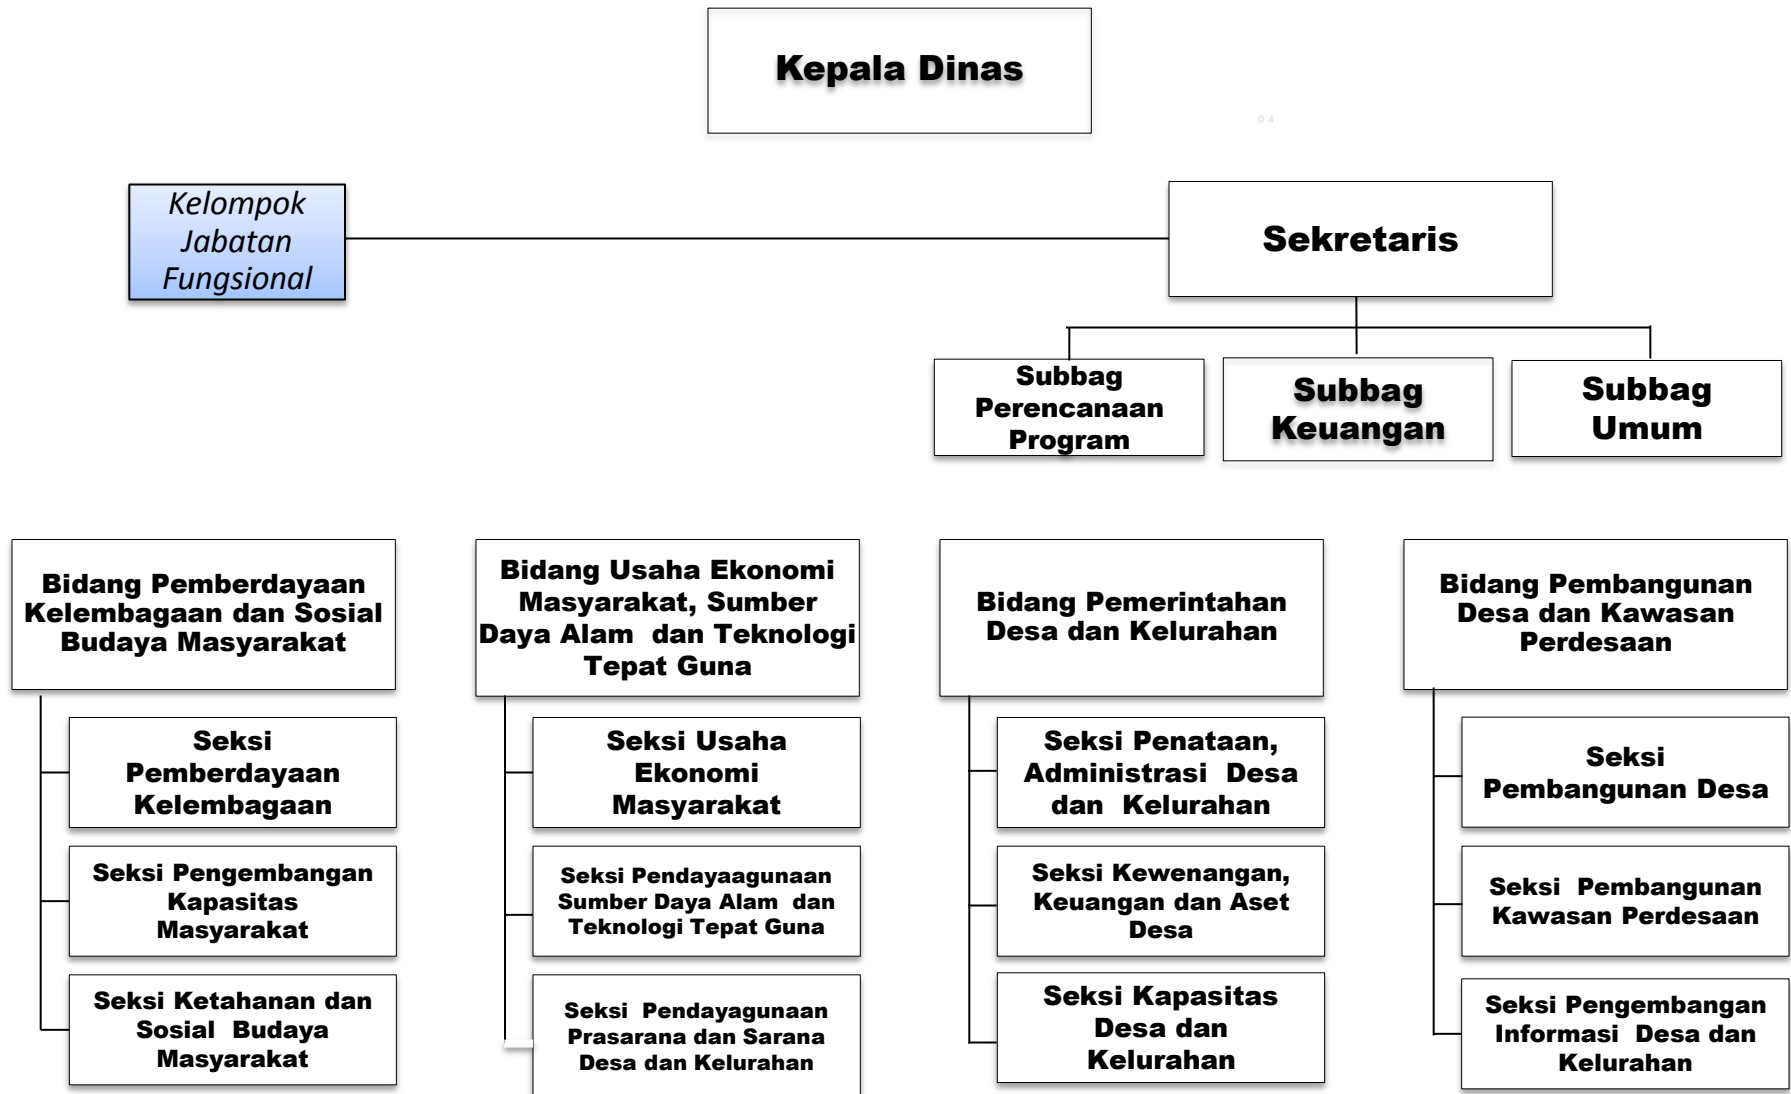 Kepala Dinas
04
Kelompok
Jabatan
Fungsional
Sekretaris
Subbag
Perencanaan
Program
Subbag
Keuangan
Subbag
Umum
Bidang Pemberdayaan
Kelembagaan dan Sosial
Budaya Masyarakat
Seksi
Pemberdayaan
Kelembagaan
Seksi Pengembangan
Kapasitas
Masyarakat
Seksi Ketahanan dan
Sosial Budaya
Masyarakat
Bidang Usaha Ekonomi
Masyarakat, Sumber
Daya Alam dan Teknologi
Tepat Guna
Seksi Usaha
Ekonomi
Masyarakat
Seksi Pendayaagunaan
Sumber Daya Alam dan
Teknologi Tepat Guna
Seksi Pendayagunaan
Prasarana dan Sarana
Desa dan Kelurahan
Bidang Pemerintahan
Desa dan Kelurahan
Seksi Penataan,
Administrasi Desa
dan Kelurahan
Seksi Kewenangan,
Keuangan dan Aset
Desa
Seksi Kapasitas
Desa dan
Kelurahan
Bidang Pembangunan
Desa dan Kawasan
Perdesaan
Seksi
Pembangunan Desa
Seksi Pembangunan
Kawasan Perdesaan
Seksi Pengembangan
Informasi Desa dan
Kelurahan